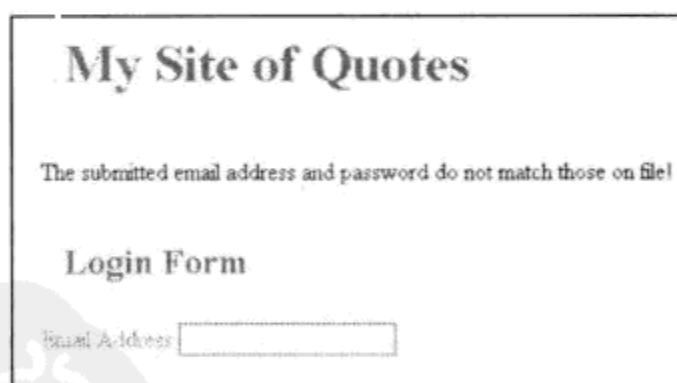 My Site of Quotes
The submitted email address and password do not match those on file!
Login Form
Email Address